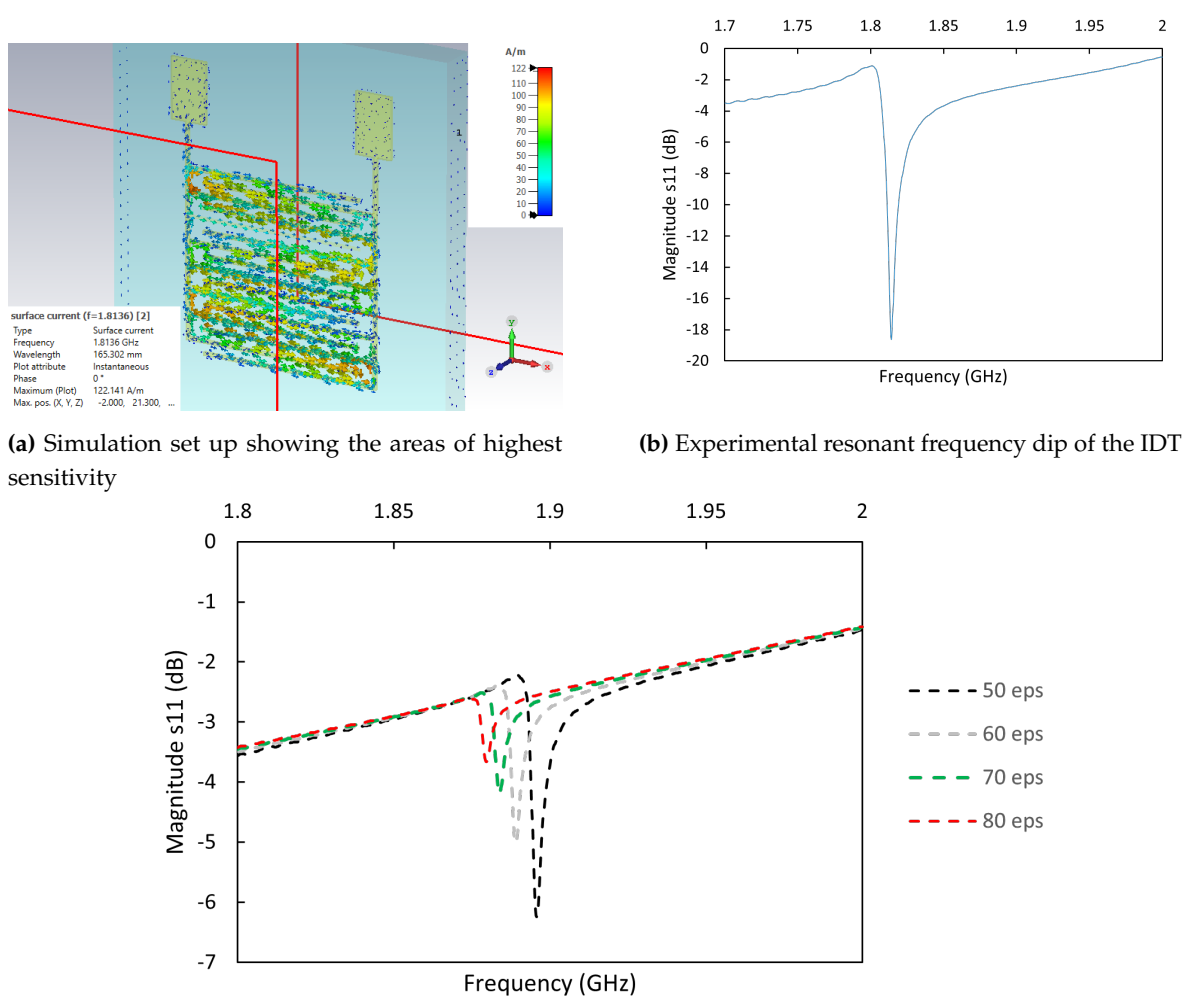 A/m
122
100
90
80
70
60
50
40
30
20
10
0
1
surface current (f=1.8136) [2]
Type Surface current
Frequency 1.8136 GHz
Wavelength 165.302 mm
Plot attribute Instantaneous
Phase 0 °
Maximum (Plot) 122.141 A/m
Max. pos. (X, Y, Z) -2.000, 21.300, ...
Y
Z
X
1.7 1.75 1.8 1.85 1.9 1.95 2
0
-2
-4
-6
-8
-10
-12
-14
-16
-18
-20
Magnitude s11 (dB)
Frequency (GHz)
(a) Simulation set up showing the areas of highest
sensitivity
(b) Experimental resonant frequency dip of the IDT
1.8 1.85 1.9 1.95 2
0
-1
-2
-3
-4
-5
-6
-7
Magnitude s11 (dB)
Frequency (GHz)
50 eps
60 eps
70 eps
80 eps